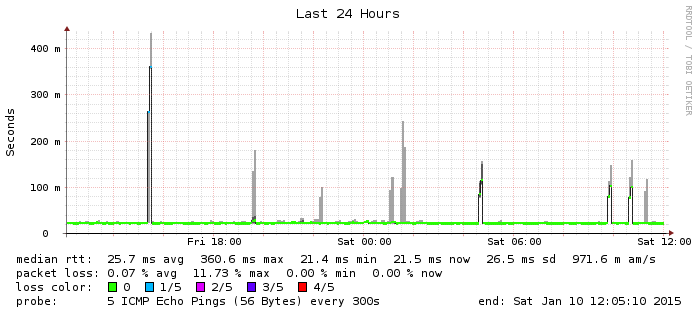 Last 24 Hours
RRDTOOL / TOBI OETIKER
Seconds
400 m
300 m
200 m
100 m
0
Fri 18:00 Sat 00:00 Sat 06:00 Sat 12:00
median rtt: 25.7 ms avg 360.6 ms max 21.4 ms min 21.5 ms now 26.5 ms sd 971.6 m am/s
packet loss: 0.07 % avg 11.73 % max 0.00 % min 0.00 % now
loss color: 0 1/5 2/5 3/5 4/5
probe: 5 ICMP Echo Pings (56 Bytes) every 300s end: Sat Jan 10 12:05:10 2015